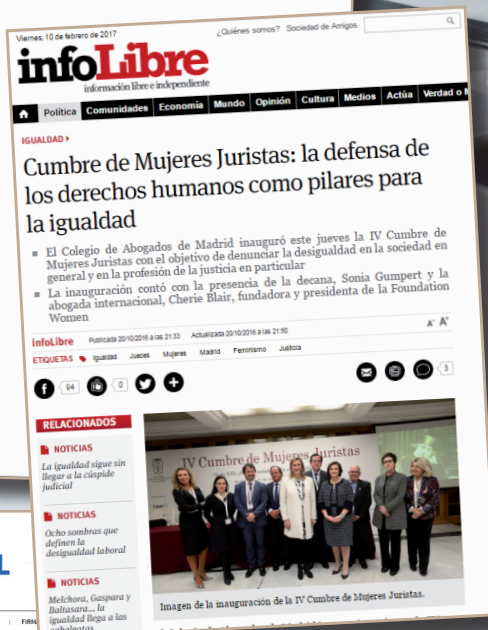 Viernes, 10 de febrero de 2017
¿Quiénes somos? Sociedad de Amigos
infoLibre
información libre e independiente
Política Comunidades Economía Mundo Opinión Cultura Medios Actúa Verdad o
IGUALDAD
Cumbre de Mujeres Juristas: la defensa de
los derechos humanos como pilares para
la igualdad
El Colegio de Abogados de Madrid inauguró este jueves la IV Cumbre de
Mujeres Juristas con el objetivo de denunciar la desigualdad en la sociedad en
general y en la profesión de la justicia en particular
La inauguración contó con la presencia de la decana, Sonia Gumpert y la
abogada internacional, Cherie Blair, fundadora y presidenta de la Foundation
Women
infoLibre Publicada 20/10/2016 a las 21:33 Actualizada 20/10/2016 a las 21:50 A- A+
ETIQUETAS Igualdad Jueces Mujeres Madrid Feminismo Justicia
94 0 3
RELACIONADOS
NOTICIAS
La igualdad sigue sin
llegar a la cúspide
judicial
NOTICIAS
Ocho sombras que
definen la
desigualdad laboral
NOTICIAS
Melchora, Gaspara y
Baltasara... la
igualdad llega a las
cabalgatas
IV Cumbre de Mujeres Juristas
Imagen de la inauguración de la IV Cumbre de Mujeres Juristas.
L
FIRM